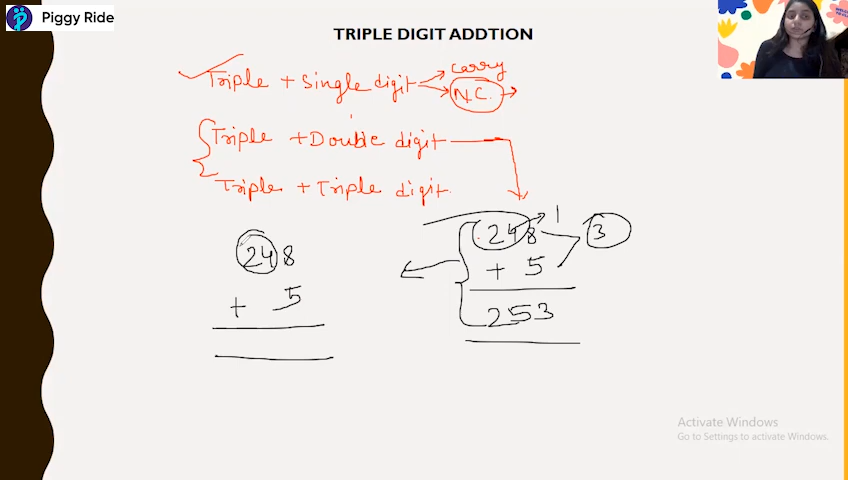 Piggy Ride
TRIPLE DIGIT ADDTION
Triple + Single digit
carry
N.C.
Triple + Double digit
Triple + Triple digit.
248
+ 5
1
248
3
+ 5
253
Activate Windows
Go to Settings to activate Windows.